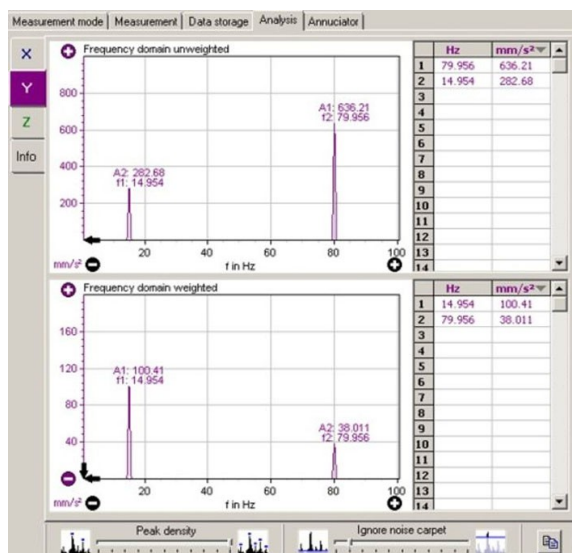 Measurement mode Measurement Data storage Analysis Annuciator
X
Y
Z
Info
Frequency domain unweighted
800
600
400
200
A1: 636.21
f2: 79.956
A2: 282.68
f1: 14.954
20 40 60 80 100
mm/s² f in Hz
Hz mm/s²
1 79.956 636.21
2 14.954 282.68
3
4
5
6
7
8
9
10
11
12
13
14
Frequency domain weighted
160
120
80
40
A1: 100.41
f1: 14.954
A2: 38.011
f2: 79.956
20 40 60 80 100
mm/s² f in Hz
Hz mm/s²
1 14.954 100.41
2 79.956 38.011
3
4
5
6
7
8
9
10
11
12
13
14
Peak density Ignore noise carpet